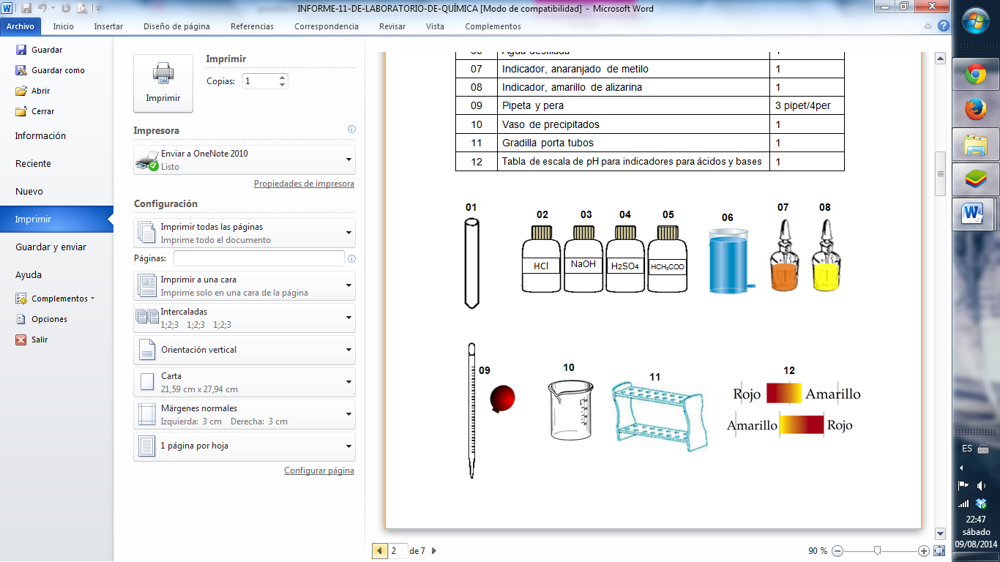 INFORME-11-DE-LABORATORIO-DE-QUÍMICA [Modo de compatibilidad] - Microsoft Word
Archivo Inicio Insertar Diseño de página Referencias Correspondencia Revisar Vista Complementos
Guardar
Guardar como
Abrir
Cerrar
Información
Reciente
Nuevo
Imprimir
Guardar y enviar
Ayuda
Complementos
Opciones
Salir
Imprimir
Imprimir
Copias: 1
Impresora
Enviar a OneNote 2010
Listo
Propiedades de impresora
Configuración
Imprimir todas las páginas
Imprime todo el documento
Páginas:
Imprimir a una cara
Imprime solo en una cara de la página
Intercaladas
1;2;3 1;2;3 1;2;3
Orientación vertical
Carta
21,59 cm x 27,94 cm
Márgenes normales
Izquierda: 3 cm Derecha: 3 cm
1 página por hoja
Configurar página
06 Agua destilada 1
07 Indicador, anaranjado de metilo 1
08 Indicador, amarillo de alizarina 1
09 Pipeta y pera 3 pipet/4per
10 Vaso de precipitados 1
11 Gradilla porta tubos 1
12 Tabla de escala de pH para indicadores para ácidos y bases 1
01 02 03 04 05 06 07 08
HCl NaOH H2SO4 HCH₃COO
09 10 11 12
Rojo Amarillo
Amarillo Rojo
2 de 7
90 %
ES
22:47
sábado
09/08/2014